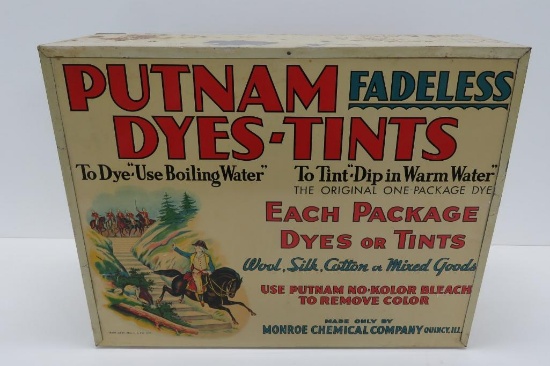 PUTNAM FADELESS
DYES-TINTS
To Dye "Use Boiling Water" To Tint "Dip in Warm Water"
THE ORIGINAL ONE PACKAGE DYE
EACH PACKAGE
DYES OR TINTS
Wool, Silk, Cotton or Mixed Goods
USE PUTNAM NO-KOLOR BLEACH
TO REMOVE COLOR
MADE ONLY BY
MONROE CHEMICAL COMPANY QUINCY, ILL.